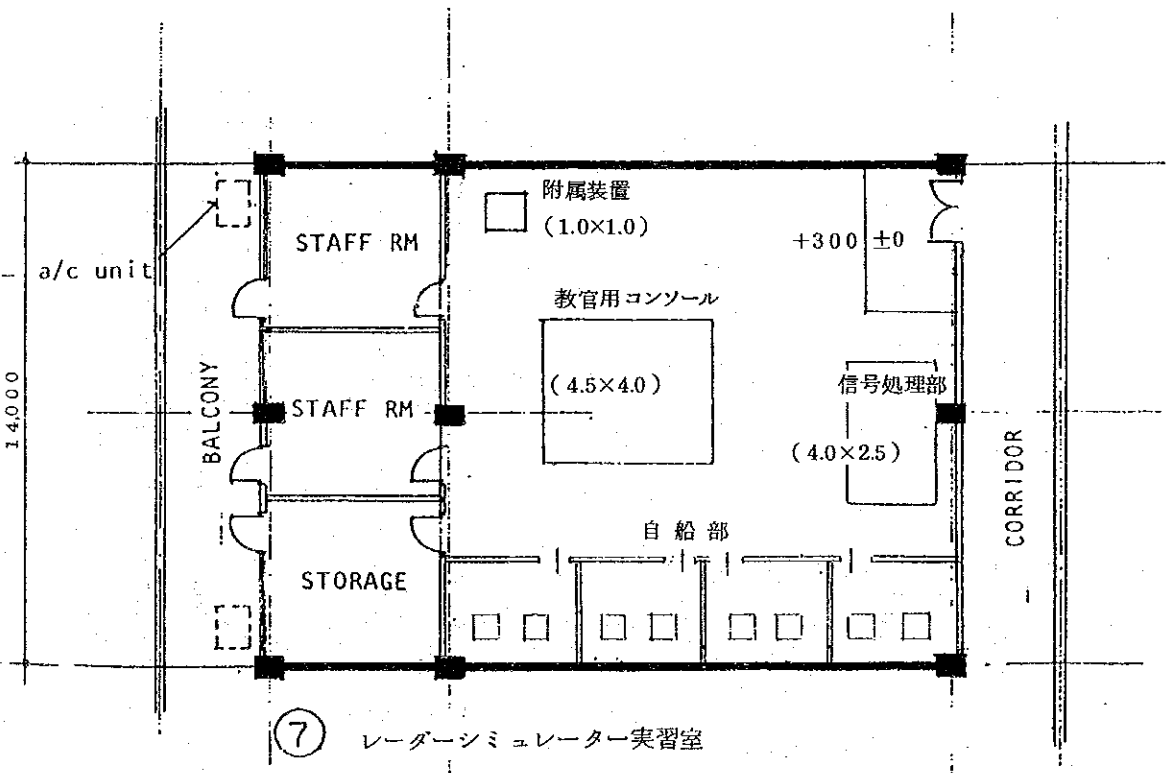 附属装置
(1.0×1.0)
STAFF RM
+300 ±0
a/c unit
教官用コンソール
(4.5×4.0)
信号処理部
14,000
BALCONY
STAFF RM
(4.0×2.5)
CORRIDOR
自船部
STORAGE
⑦ レーダーシミュレーター実習室